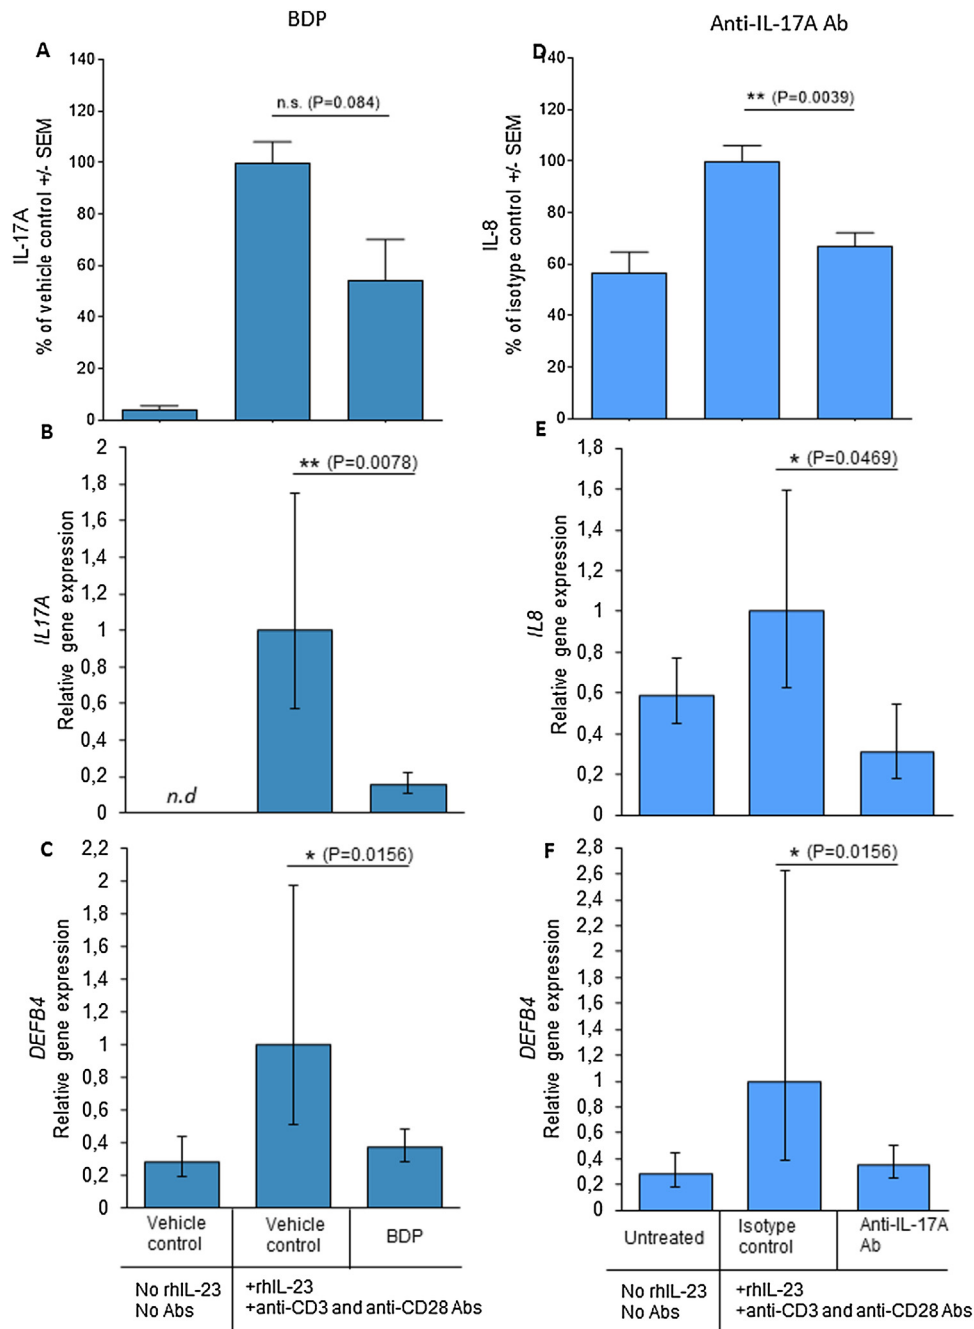 BDP
Anti-IL-17A Ab
A
IL-17A
% of vehicle control +/- SEM
140
120
100
80
60
40
20
0
n.s. (P=0.084)
D
IL-8
% of isotype control +/- SEM
140
120
100
80
60
40
20
0
** (P=0.0039)
B
IL17A
Relative gene expression
2
1,8
1,6
1,4
1,2
1
0,8
0,6
0,4
0,2
0
** (P=0.0078)
n.d
E
IL8
Relative gene expression
1,8
1,6
1,4
1,2
1
0,8
0,6
0,4
0,2
0
* (P=0.0469)
C
DEFB4
Relative gene expression
2,2
2
1,8
1,6
1,4
1,2
1
0,8
0,6
0,4
0,2
0
* (P=0.0156)
F
DEFB4
Relative gene expression
2,8
2,6
2,4
2,2
2
1,8
1,6
1,4
1,2
1
0,8
0,6
0,4
0,2
0
* (P=0.0156)
Vehicle
control
Vehicle
control
BDP
No rhIL-23
No Abs
+rhIL-23
+anti-CD3 and anti-CD28 Abs
Untreated
Isotype
control
Anti-IL-17A
Ab
No rhIL-23
No Abs
+rhIL-23
+anti-CD3 and anti-CD28 Abs